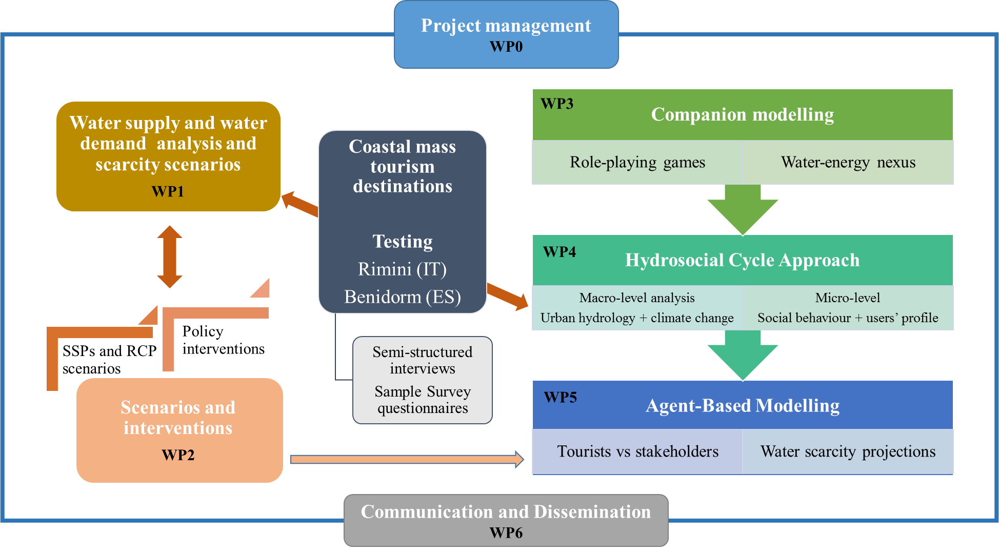 Project management
WP0
Water supply and water
demand analysis and
scarcity scenarios
WP1
Coastal mass
tourism
destinations
Testing
Rimini (IT)
Benidorm (ES)
Semi-structured
interviews
Sample Survey
questionnaires
SSPs and RCP
scenarios
Policy
interventions
Scenarios and
interventions
WP2
WP3
Companion modelling
Role-playing games
Water-energy nexus
WP4
Hydrosocial Cycle Approach
Macro-level analysis
Urban hydrology + climate change
Micro-level
Social behaviour + users’ profile
WP5
Agent-Based Modelling
Tourists vs stakeholders
Water scarcity projections
Communication and Dissemination
WP6